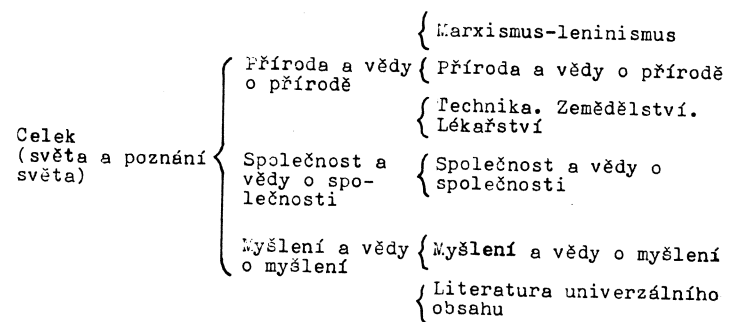 Marxismus-leninismus
Příroda a vědy
o přírodě
Příroda a vědy o přírodě
Technika. Zemědělství.
Lékařství
Celek
(světa a poznání
světa)
Společnost a
vědy o spo-
lečnosti
Společnost a vědy o
společnosti
Myšlení a vědy
o myšlení
Myšlení a vědy o myšlení
Literatura univerzálního
obsahu